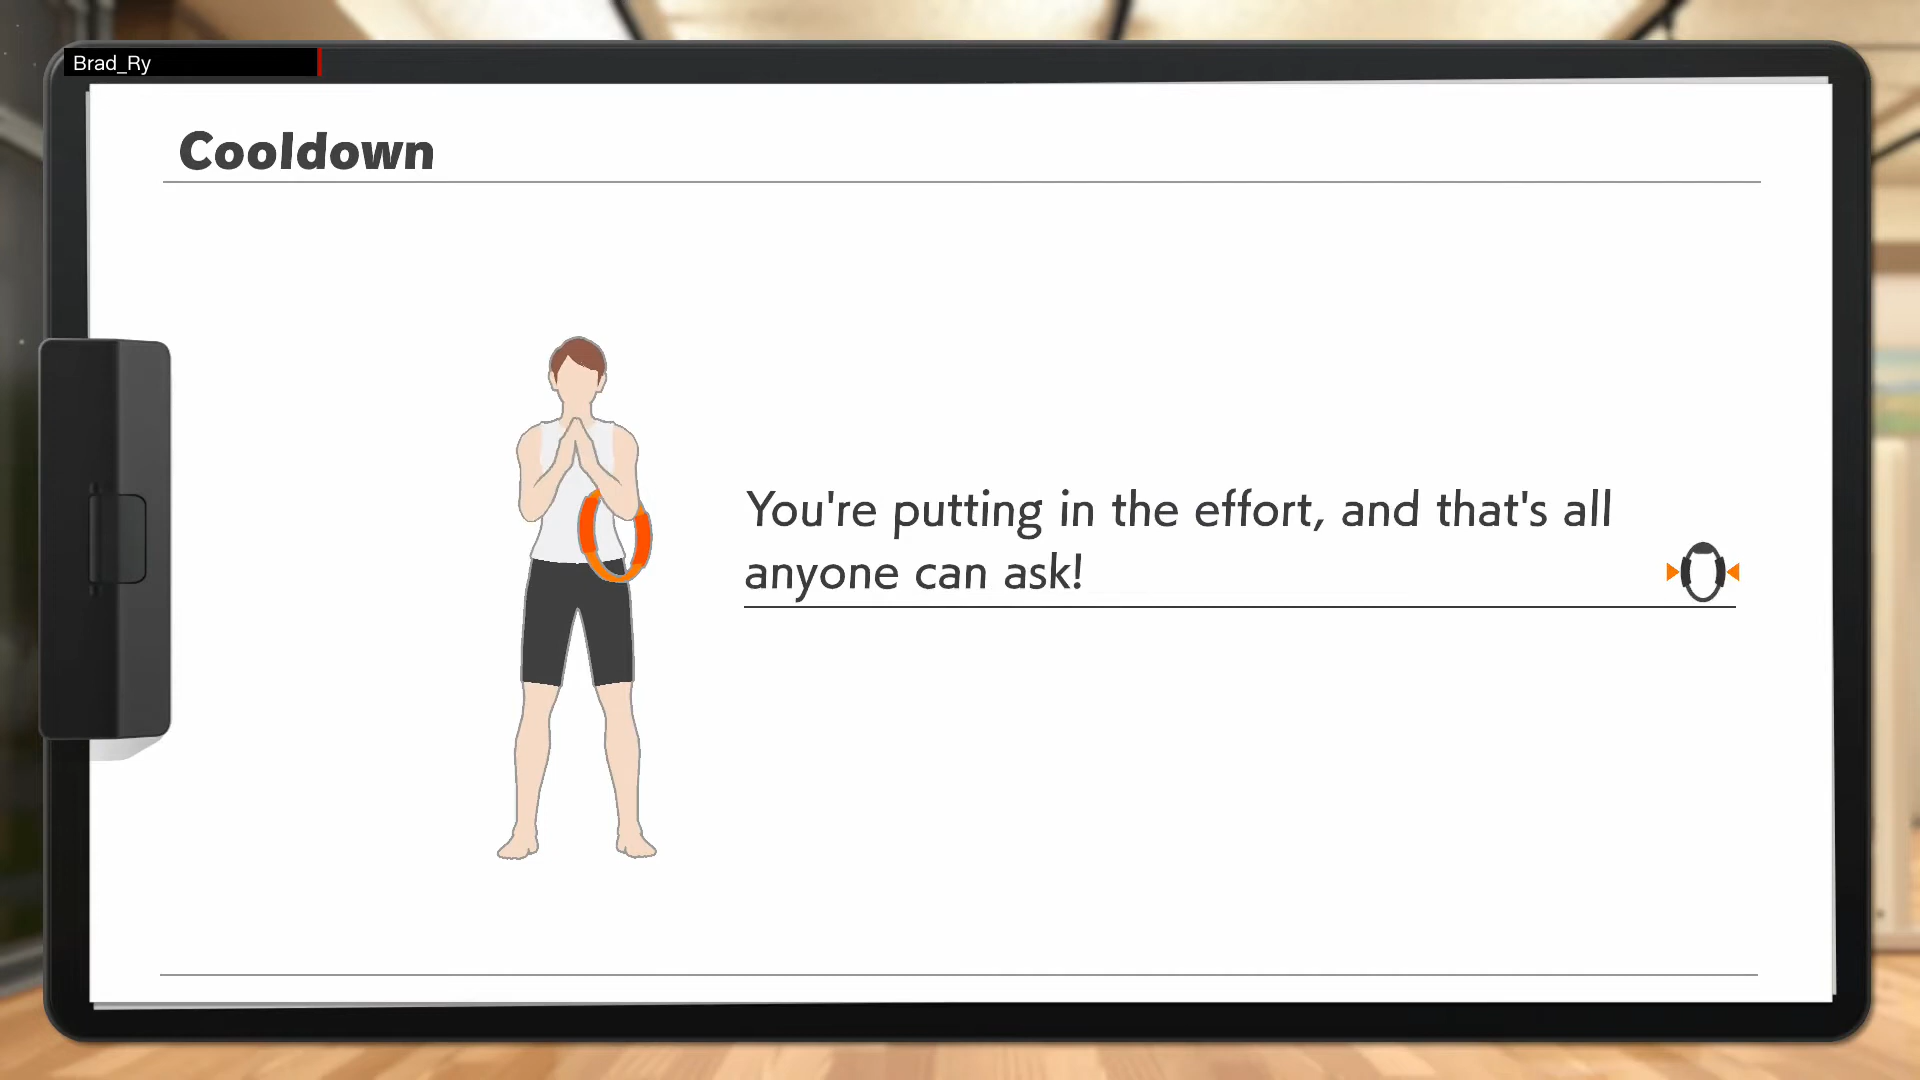 Brad_Ry
Cooldown
You're putting in the effort, and that's all
anyone can ask!